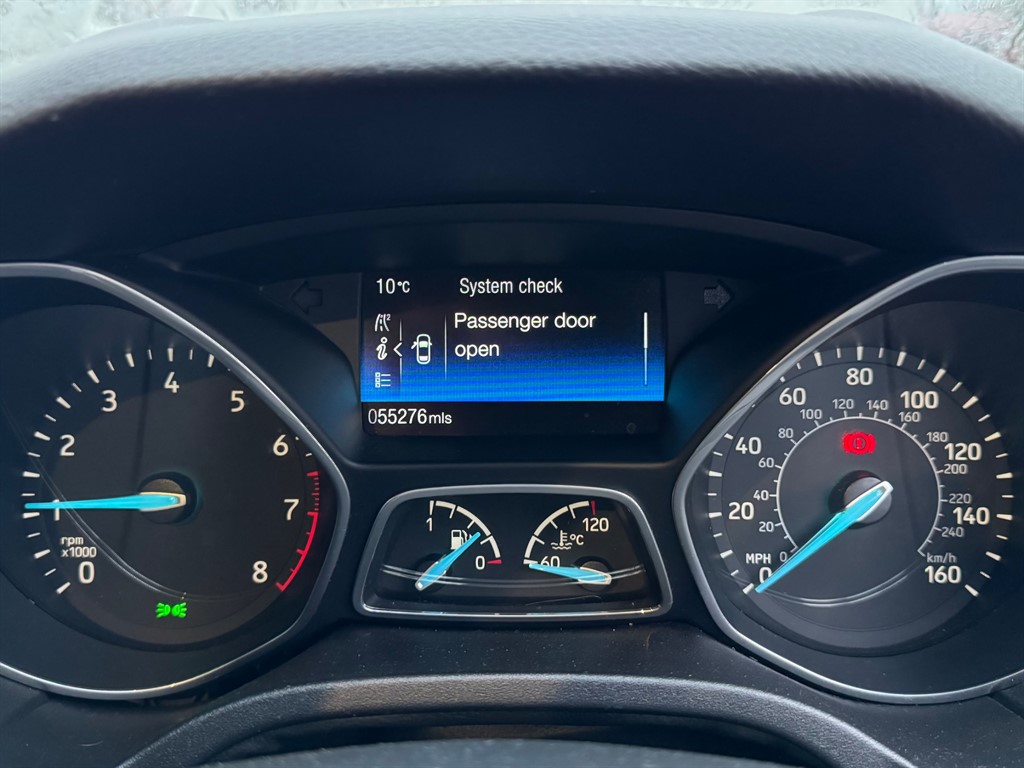 10°C System check
Passenger door
open
055276mls
0 1 2 3 4 5 6 7 8
rpm
x1000
1 0
60 120
°C
0 20 40 60 80 100 120 140 160
MPH
0 20 40 60 80 100 120 140 160 180 200 220 240
km/h